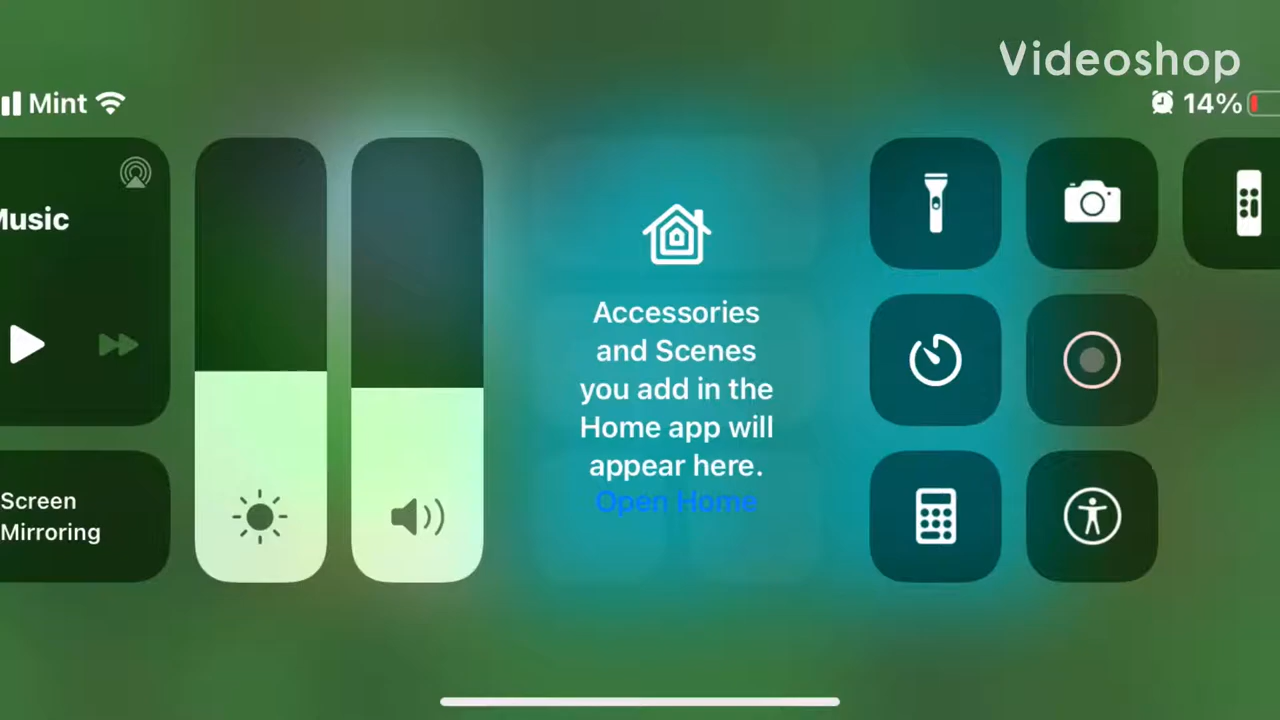 Videoshop
Mint
14%
Music
Accessories
and Scenes
you add in the
Home app will
appear here.
Open Home
Screen
Mirroring